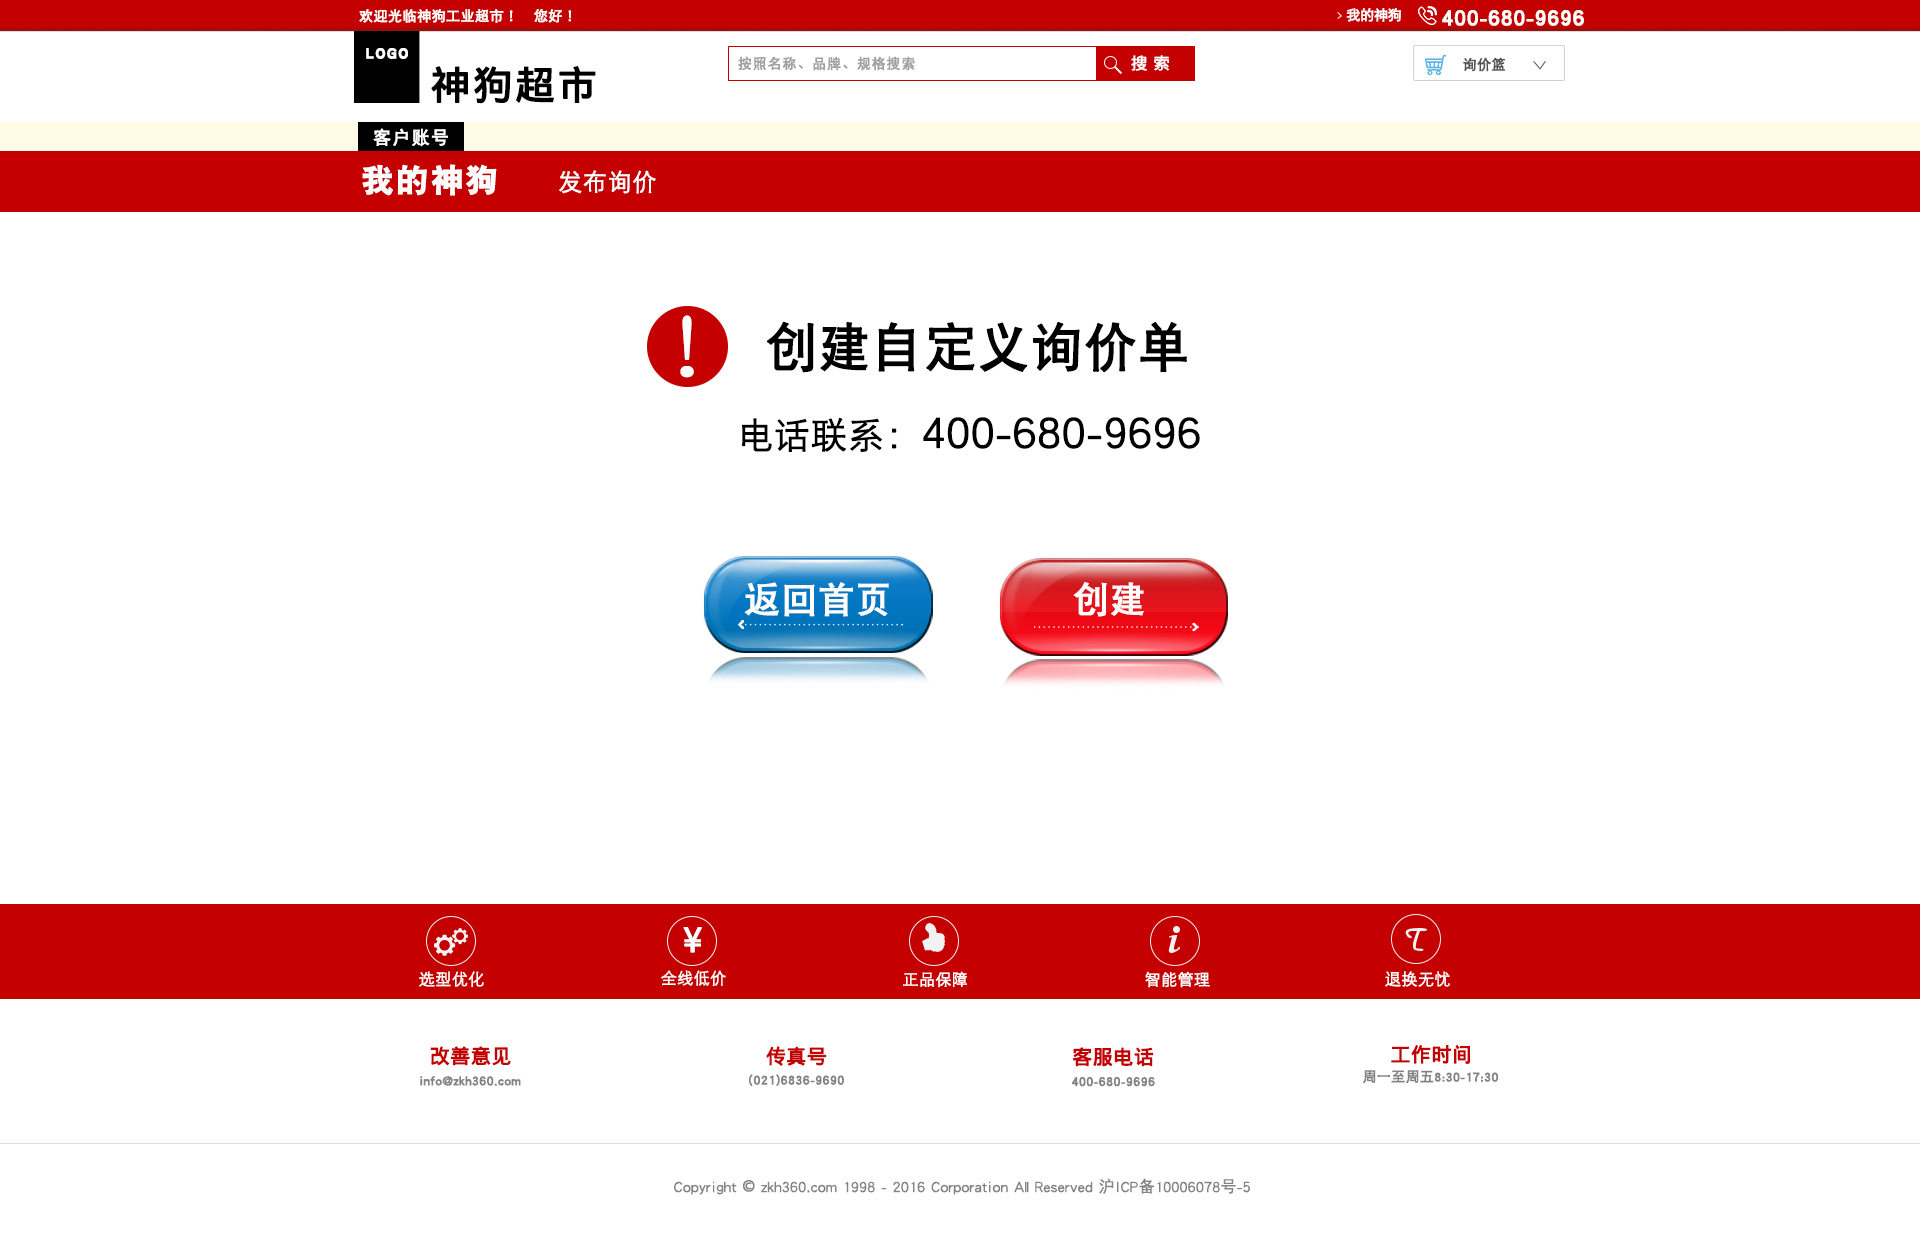 欢迎光临神狗工业超市！ 您好！
> 我的神狗 400-680-9696
LOGO
神狗超市
按照名称、品牌、规格搜索
搜 索
询价篮
客户账号
我的神狗 发布询价
创建自定义询价单
电话联系：400-680-9696
返回首页 创建
选型优化 全线低价 正品保障 智能管理 退换无忧
改善意见 传真号 客服电话 工作时间
info@zkh360.com (021)6836-9690 400-680-9696 周一至周五8:30-17:30
Copyright © zkh360.com 1998 - 2016 Corporation All Reserved 沪ICP备10006078号-5